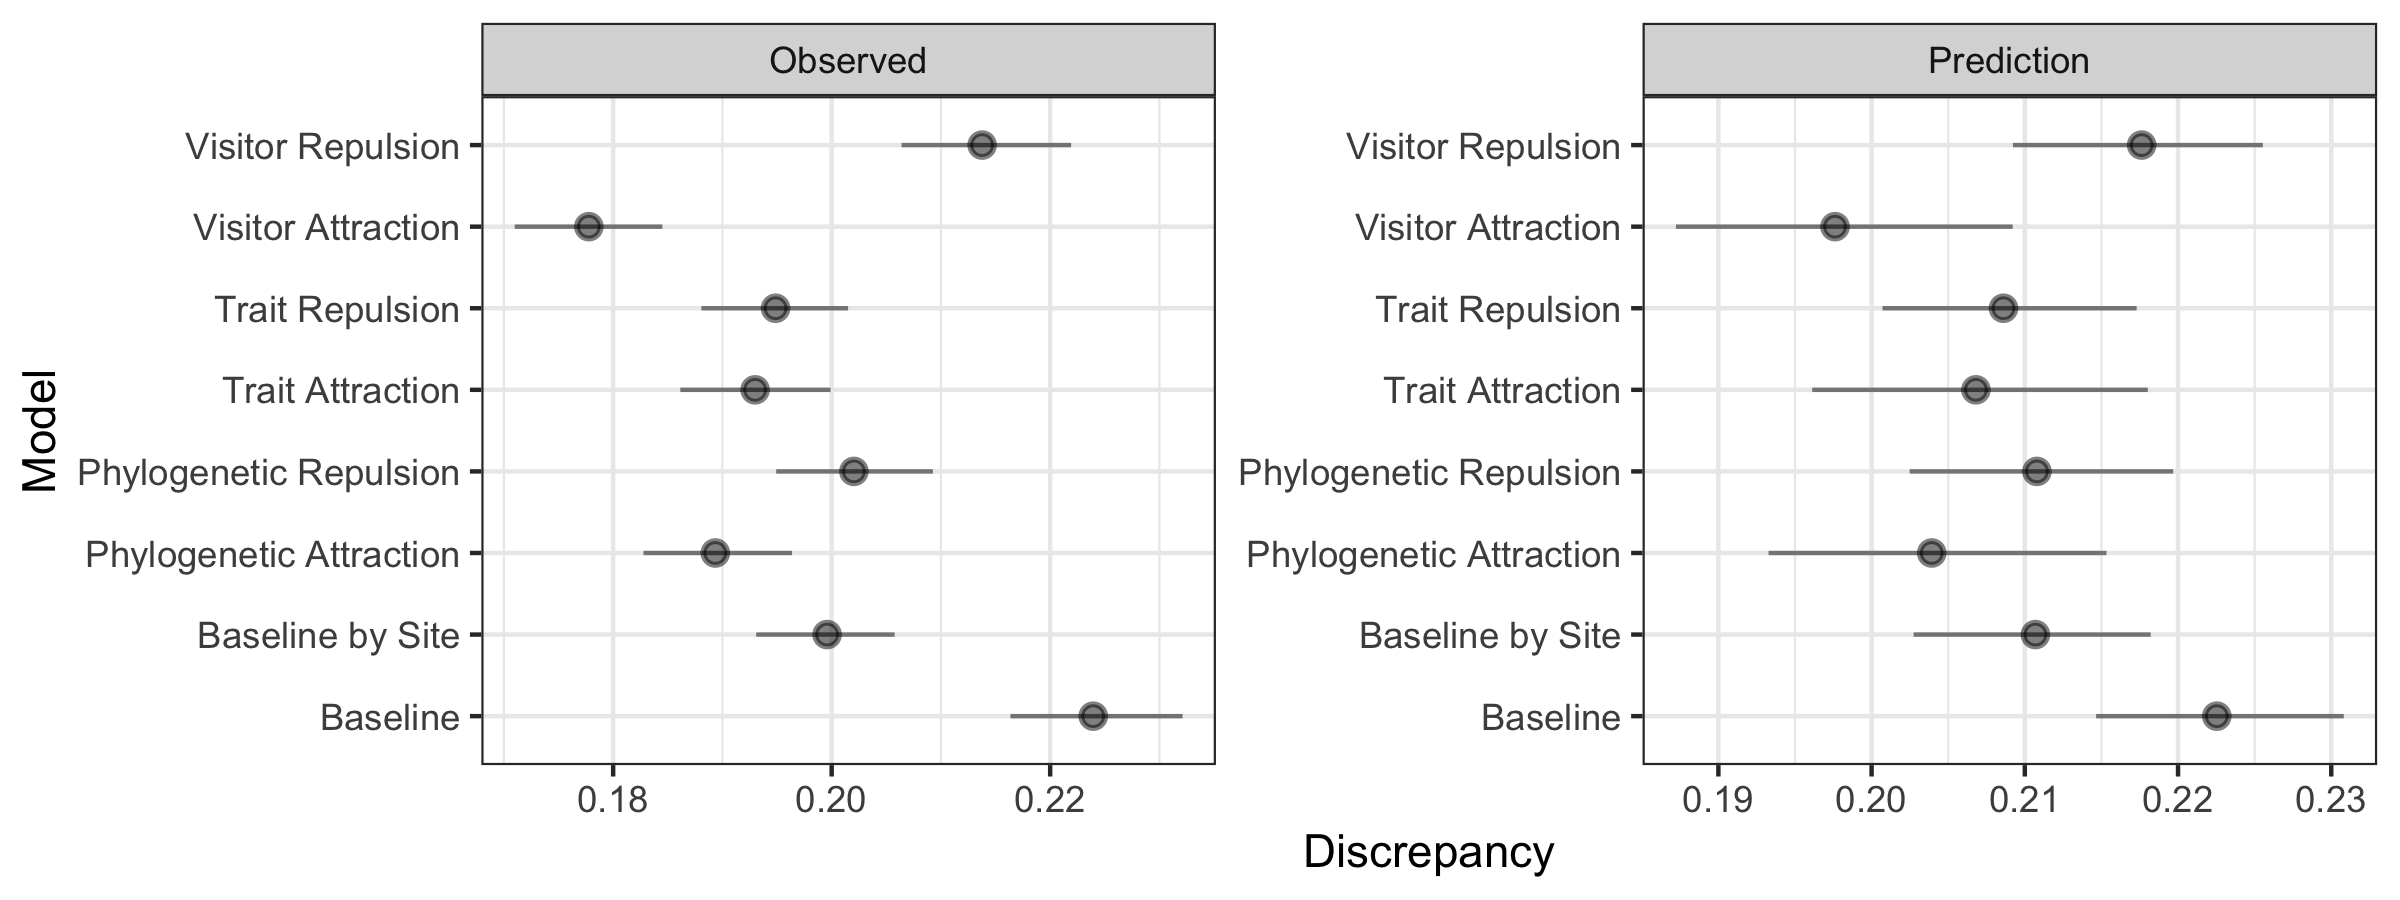 Observed
Prediction
Model
Visitor Repulsion
Visitor Attraction
Trait Repulsion
Trait Attraction
Phylogenetic Repulsion
Phylogenetic Attraction
Baseline by Site
Baseline
0.18 0.20 0.22
Visitor Repulsion
Visitor Attraction
Trait Repulsion
Trait Attraction
Phylogenetic Repulsion
Phylogenetic Attraction
Baseline by Site
Baseline
0.19 0.20 0.21 0.22 0.23
Discrepancy